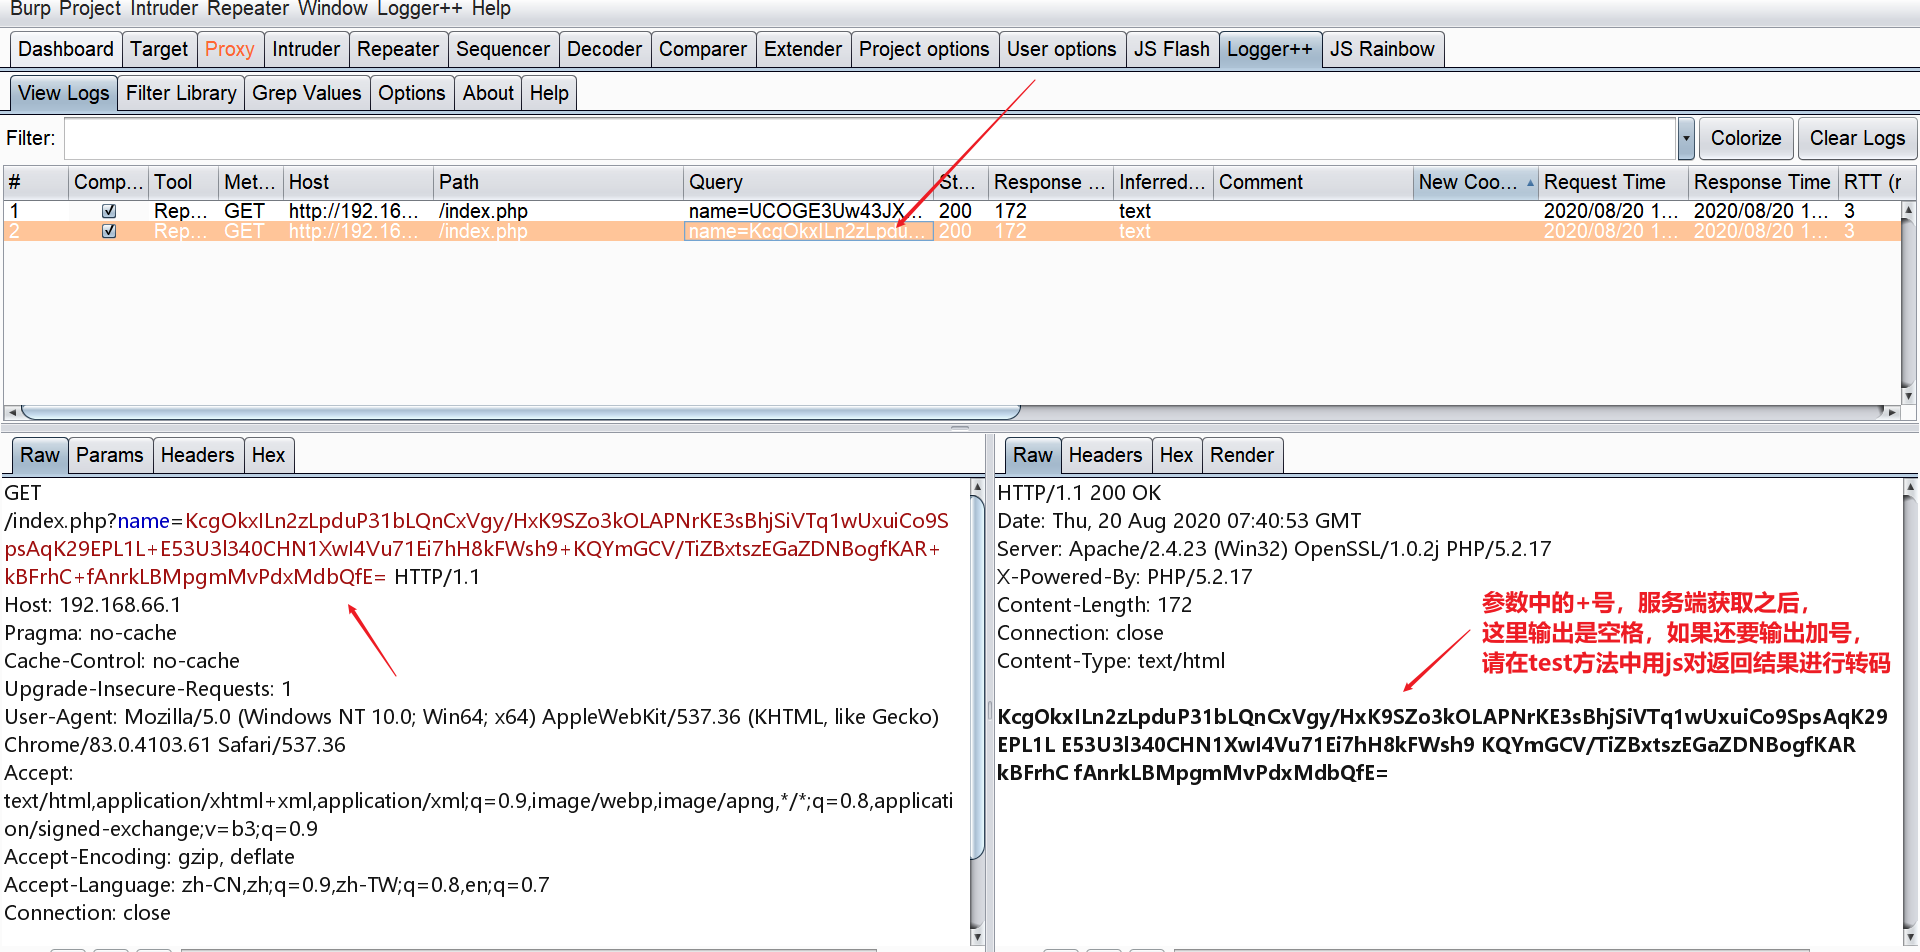 Burp Project Intruder Repeater Window Logger++ Help
Dashboard Target Proxy Intruder Repeater Sequencer Decoder Comparer Extender Project options User options JS Flash Logger++ JS Rainbow
View Logs Filter Library Grep Values Options About Help
Filter: Colorize Clear Logs
# Comp... Tool Met... Host Path Query St... Response ... Inferred... Comment New Coo... Request Time Response Time RTT (r
1 Rep... GET http://192.16... /index.php name=UCOGE3Uw43JX... 200 172 text 2020/08/20 1... 2020/08/20 1... 3
2 Rep... GET http://192.16... /index.php name=KcgOkxILn2zLpdu... 200 172 text 2020/08/20 1... 2020/08/20 1... 3
Raw Params Headers Hex
GET
/index.php?name=KcgOkxILn2zLpduP31bLQnCxVgy/HxK9SZo3kOLAPNrKE3sBhjSiVTq1wUxuiCo9S
psAqK29EPL1L+E53U3l340CHN1XwI4Vu71Ei7hH8kFWsh9+KQYmGCV/TiZBxtszEGaZDNBogfKAR+
kBFrhC+fAnrkLBMpgmMvPdxMdbQfE= HTTP/1.1
Host: 192.168.66.1
Pragma: no-cache
Cache-Control: no-cache
Upgrade-Insecure-Requests: 1
User-Agent: Mozilla/5.0 (Windows NT 10.0; Win64; x64) AppleWebKit/537.36 (KHTML, like Gecko)
Chrome/83.0.4103.61 Safari/537.36
Accept:
text/html,application/xhtml+xml,application/xml;q=0.9,image/webp,image/apng,*/*;q=0.8,applicati
on/signed-exchange;v=b3;q=0.9
Accept-Encoding: gzip, deflate
Accept-Language: zh-CN,zh;q=0.9,zh-TW;q=0.8,en;q=0.7
Connection: close
Raw Headers Hex Render
HTTP/1.1 200 OK
Date: Thu, 20 Aug 2020 07:40:53 GMT
Server: Apache/2.4.23 (Win32) OpenSSL/1.0.2j PHP/5.2.17
X-Powered-By: PHP/5.2.17
Content-Length: 172
Connection: close
Content-Type: text/html
参数中的+号，服务端获取之后，
这里输出是空格，如果还要输出加号，
请在test方法中用js对返回结果进行转码
KcgOkxILn2zLpduP31bLQnCxVgy/HxK9SZo3kOLAPNrKE3sBhjSiVTq1wUxuiCo9SpsAqK29
EPL1L E53U3l340CHN1XwI4Vu71Ei7hH8kFWsh9 KQYmGCV/TiZBxtszEGaZDNBogfKAR
kBFrhC fAnrkLBMpgmMvPdxMdbQfE=